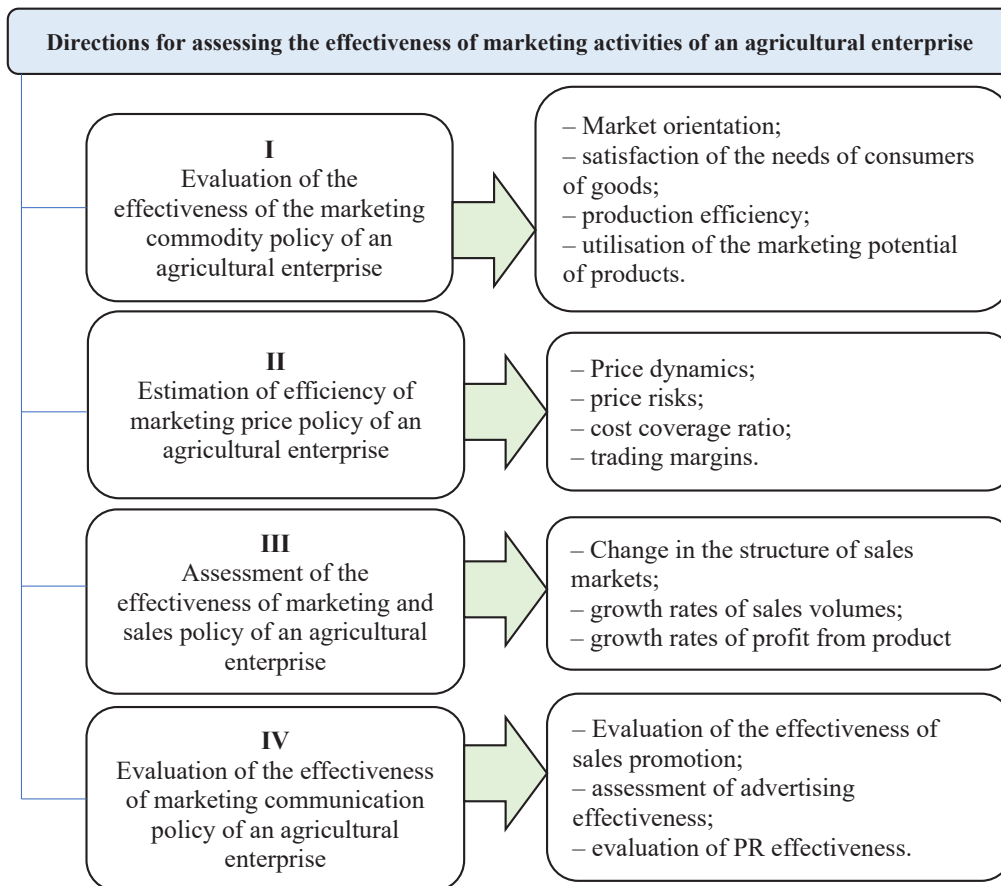 Directions for assessing the effectiveness of marketing activities of an agricultural enterprise
I
Evaluation of the
effectiveness of the marketing
commodity policy of an
agricultural enterprise
– Market orientation;
– satisfaction of the needs of consumers
of goods;
– production efficiency;
– utilisation of the marketing potential
of products.
II
Estimation of efficiency of
marketing price policy of an
agricultural enterprise
– Price dynamics;
– price risks;
– cost coverage ratio;
– trading margins.
III
Assessment of the
effectiveness of marketing and
sales policy of an agricultural
enterprise
– Change in the structure of sales
markets;
– growth rates of sales volumes;
– growth rates of profit from product
IV
Evaluation of the effectiveness
of marketing communication
policy of an agricultural
enterprise
– Evaluation of the effectiveness of
sales promotion;
– assessment of advertising
effectiveness;
– evaluation of PR effectiveness.